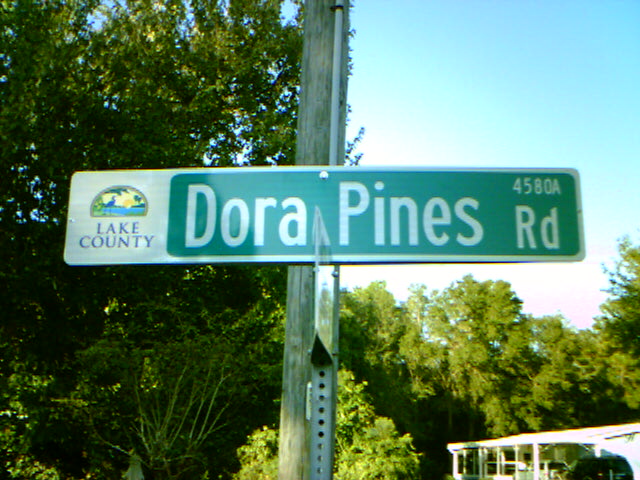 LAKE
COUNTY
Dora Pines Rd
4580A